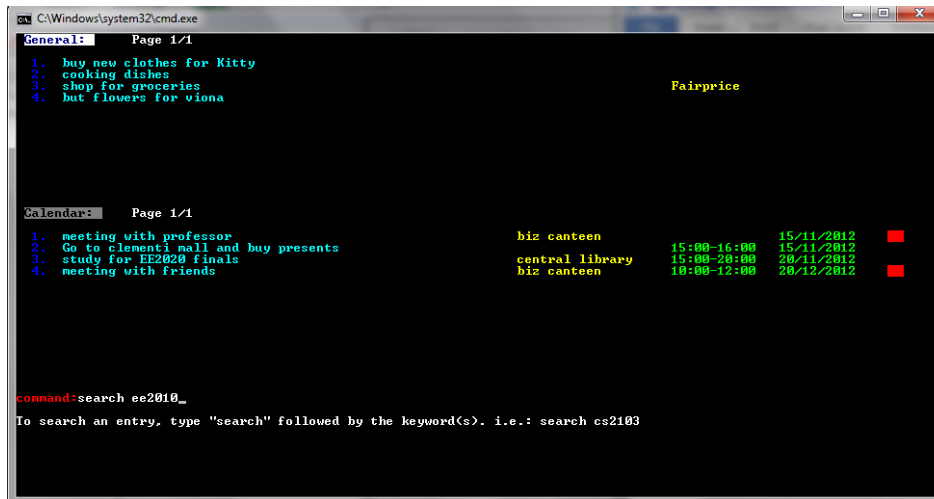 C:\Windows\system32\cmd.exe
General: Page 1/1
1. buy new clothes for Kitty
2. cooking dishes
3. shop for groceries Fairprice
4. but flowers for viona
Calendar: Page 1/1
1. meeting with professor biz canteen 15/11/2012
2. Go to clementi mall and buy presents 15:00-16:00 15/11/2012
3. study for EE2020 finals central library 15:00-20:00 20/11/2012
4. meeting with friends biz canteen 10:00-12:00 20/12/2012
command:search ee2010_
To search an entry, type "search" followed by the keyword(s). i.e.: search cs2103